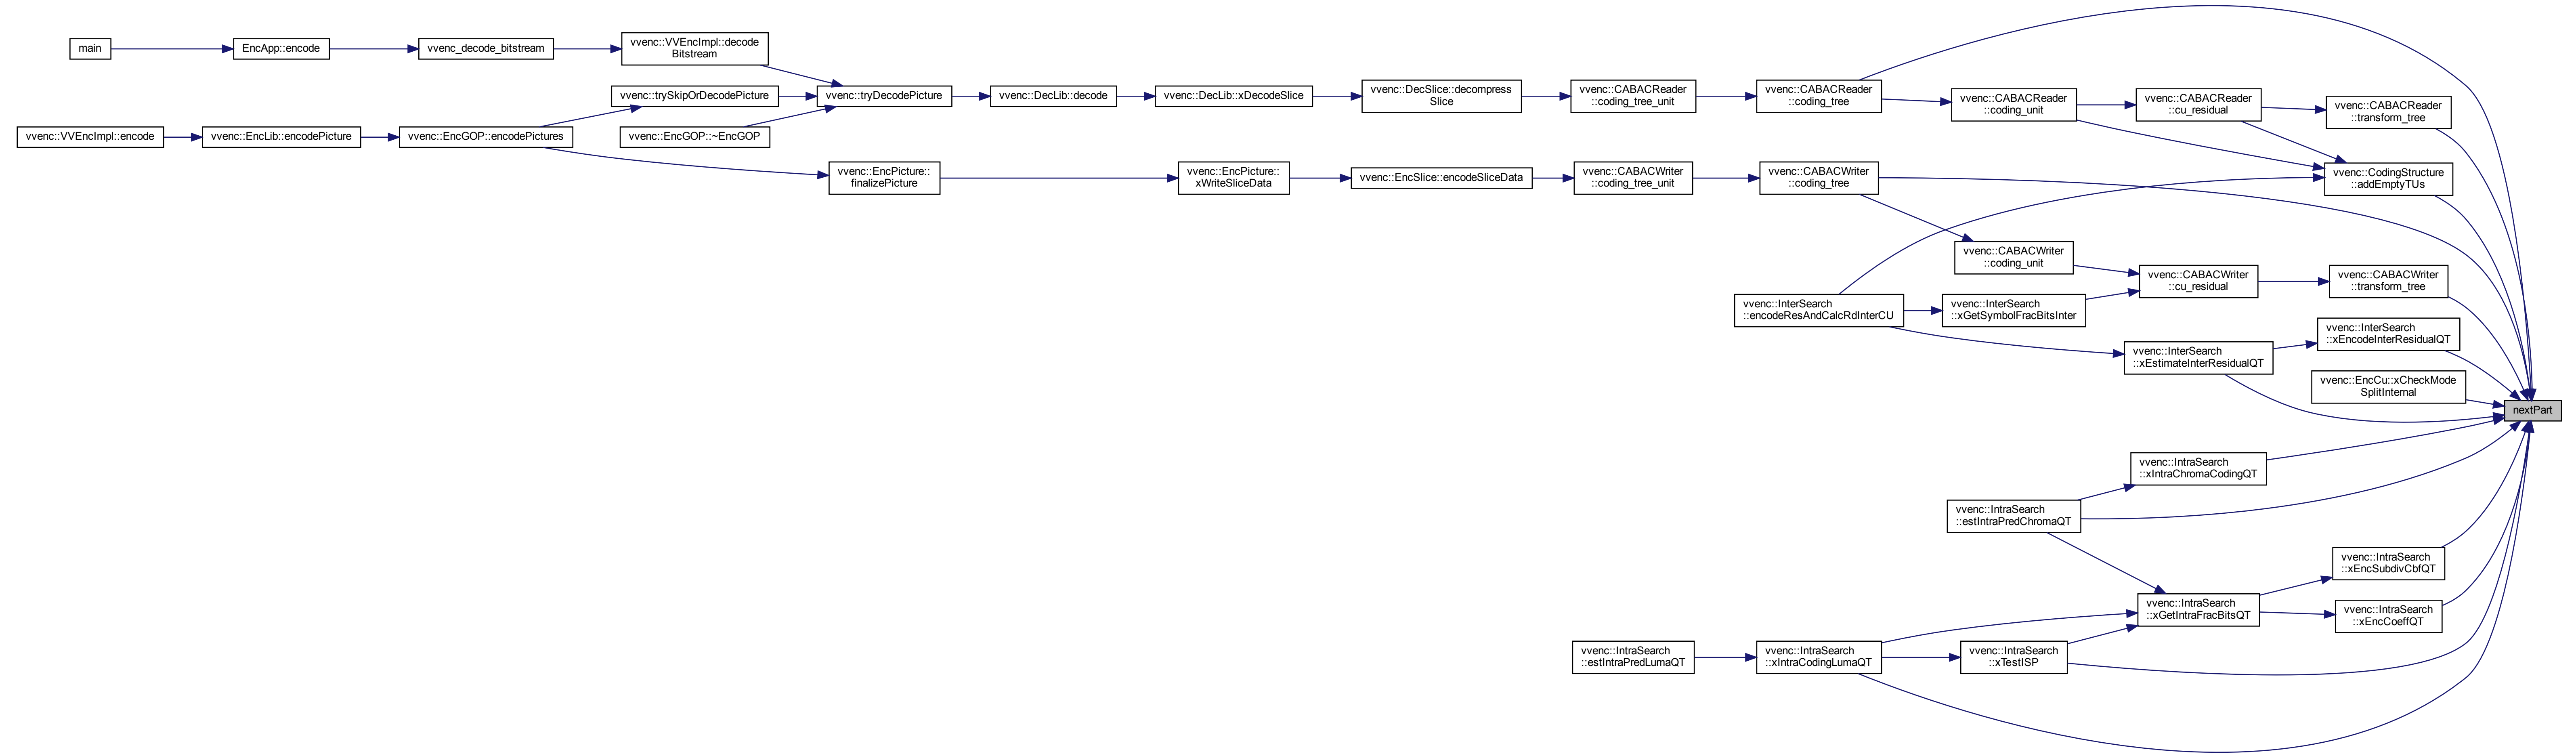 main
EncApp::encode
vvenc_decode_bitstream
vvenc::VVEncImpl::decode
Bitstream
vvenc::trySkipOrDecodePicture
vvenc::tryDecodePicture
vvenc::DecLib::decode
vvenc::DecLib::xDecodeSlice
vvenc::DecSlice::decompress
Slice
vvenc::CABACReader
::coding_tree_unit
vvenc::CABACReader
::coding_tree
vvenc::CABACReader
::coding_unit
vvenc::CABACReader
::cu_residual
vvenc::CABACReader
::transform_tree
vvenc::VVEncImpl::encode
vvenc::EncLib::encodePicture
vvenc::EncGOP::encodePictures
vvenc::EncGOP::~EncGOP
vvenc::EncPicture::
finalizePicture
vvenc::EncPicture::
xWriteSliceData
vvenc::EncSlice::encodeSliceData
vvenc::CABACWriter
::coding_tree_unit
vvenc::CABACWriter
::coding_tree
vvenc::CodingStructure
::addEmptyTUs
vvenc::CABACWriter
::coding_unit
vvenc::CABACWriter
::cu_residual
vvenc::CABACWriter
::transform_tree
vvenc::InterSearch
::encodeResAndCalcRdInterCU
vvenc::InterSearch
::xGetSymbolFracBitsInter
vvenc::InterSearch
::xEncodeInterResidualQT
vvenc::InterSearch
::xEstimateInterResidualQT
vvenc::EncCu::xCheckMode
SplitInternal
nextPart
vvenc::IntraSearch
::xIntraChromaCodingQT
vvenc::IntraSearch
::estIntraPredChromaQT
vvenc::IntraSearch
::xEncSubdivCbfQT
vvenc::IntraSearch
::xGetIntraFracBitsQT
vvenc::IntraSearch
::xEncCoeffQT
vvenc::IntraSearch
::estIntraPredLumaQT
vvenc::IntraSearch
::xIntraCodingLumaQT
vvenc::IntraSearch
::xTestISP